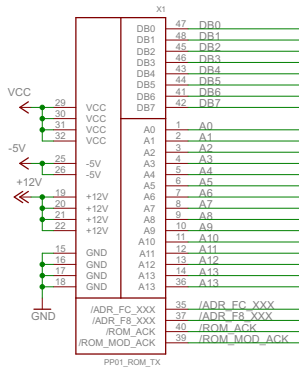 X1
DB0 47 DB0
DB1 48 DB1
DB2 45 DB2
DB3 46 DB3
DB4 43 DB4
DB5 44 DB5
DB6 41 DB6
DB7 42 DB7
VCC
29 VCC
30 VCC
31 VCC
32 VCC
-5V
25 -5V
26 -5V
+12V
19 +12V
20 +12V
21 +12V
22 +12V
15 GND
16 GND
17 GND
18 GND
GND
A0 1 A0
A1 2 A1
A2 3 A2
A3 4 A3
A4 5 A4
A5 6 A5
A6 7 A6
A7 8 A7
A8 9 A8
A9 10 A9
A10 11 A10
A11 12 A11
A12 13 A12
A13 14 A13
A13 36 A13
/ADR_FC_XXX 35 /ADR_FC_XXX
/ADR_F8_XXX 37 /ADR_F8_XXX
/ROM_ACK 40 /ROM_ACK
/ROM_MOD_ACK 39 /ROM_MOD_ACK
PP01_ROM_TX